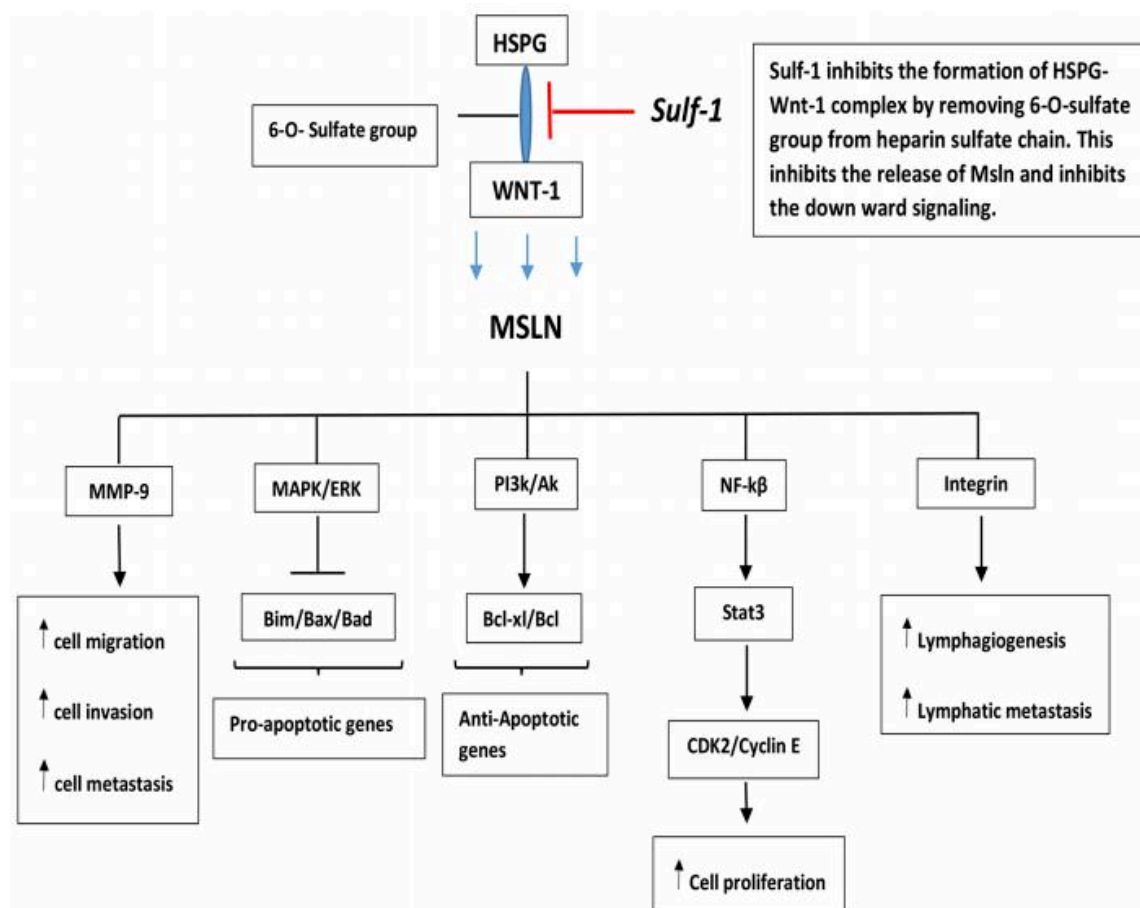 HSPG
Sulf-1 inhibits the formation of HSPG-
Wnt-1 complex by removing 6-O-sulfate
group from heparin sulfate chain. This
inhibits the release of Msln and inhibits
the down ward signaling.
6-O- Sulfate group
Sulf-1
WNT-1
MSLN
MMP-9
MAPK/ERK
PI3k/Ak
NF-kβ
Integrin
cell migration
cell invasion
cell metastasis
Bim/Bax/Bad
Pro-apoptotic genes
Bcl-xl/Bcl
Anti-Apoptotic
genes
Stat3
CDK2/Cyclin E
Cell proliferation
Lymphagiogenesis
Lymphatic metastasis